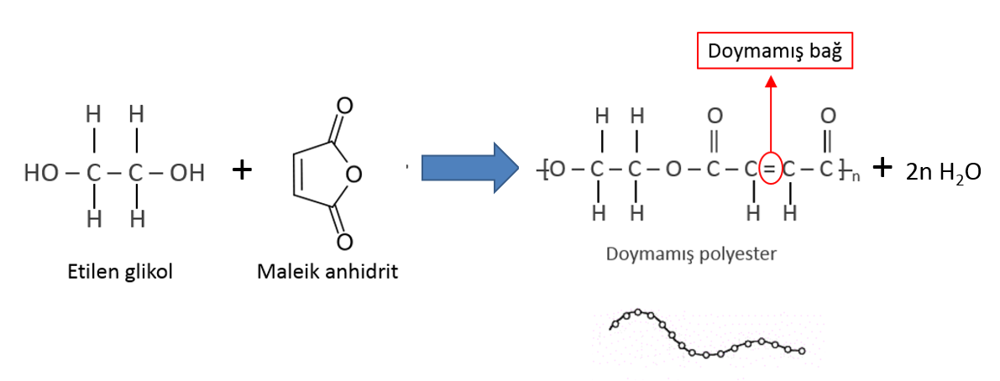 Doymamış bağ
H H H H O O
O
HO – C – C – OH + O [O – C – C – O – C – C = C – C]n + 2n H2O
H H H H H H
O
Etilen glikol Maleik anhidrit Doymamış polyester